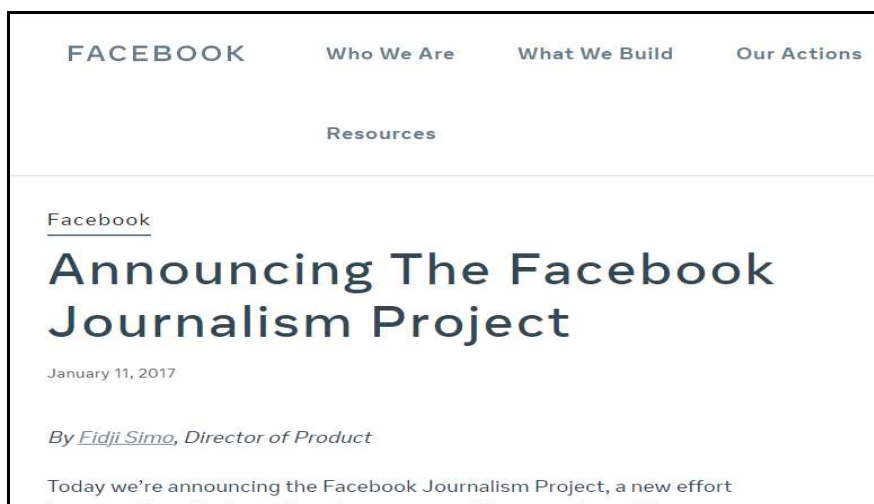 FACEBOOK Who We Are What We Build Our Actions
Resources
Facebook
Announcing The Facebook
Journalism Project
January 11, 2017
By Fidji Simo, Director of Product
Today we're announcing the Facebook Journalism Project, a new effort